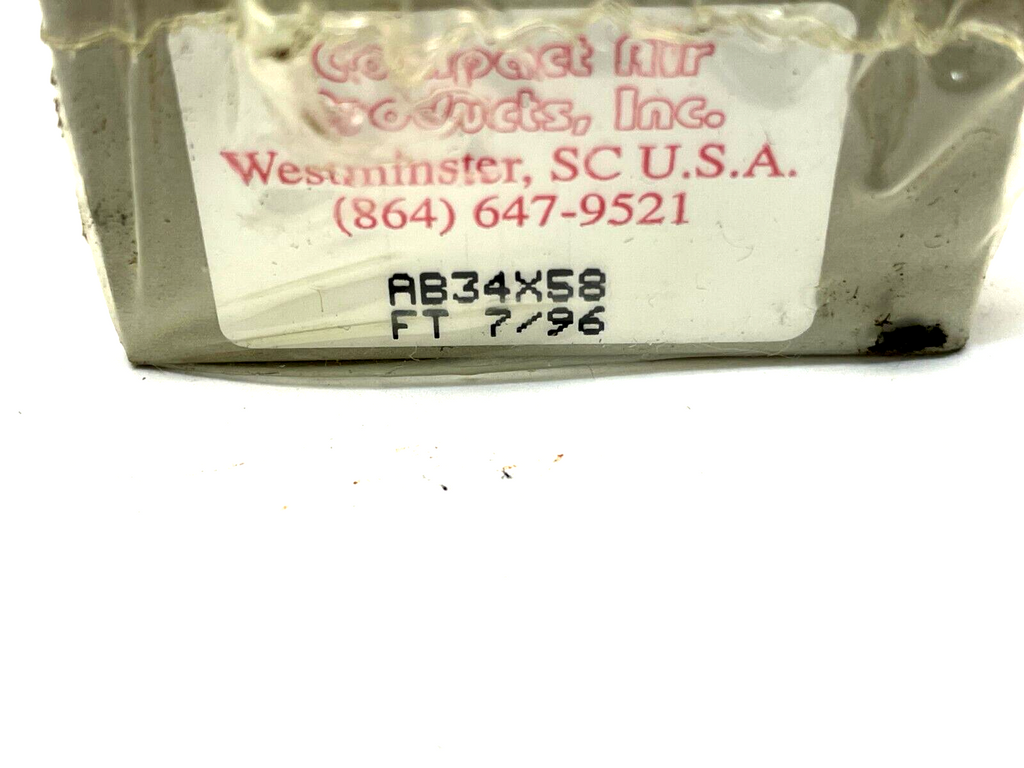 Compact Air
Products, Inc.
Westminster, SC U.S.A.
(864) 647-9521
AB34X58
FT 7/96